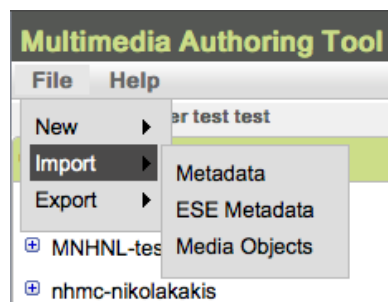 Multimedia Authoring Tool
File Help
er test test
New
Import
Metadata
Export
ESE Metadata
MNHNL-tes
Media Objects
nhmc-nikolakakis